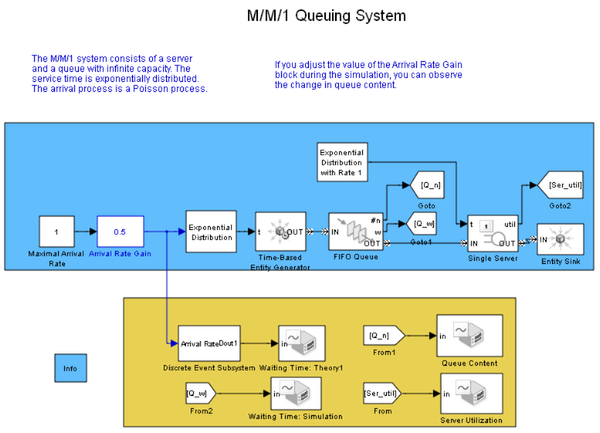 M/M/1 Queuing System
The M/M/1 system consists of a server
and a queue with infinite capacity. The
service time is exponentially distributed.
The arrival process is a Poisson process.
If you adjust the value of the Arrival Rate Gain
block during the simulation, you can observe
the change in queue content.
Exponential
Distribution
with Rate 1
[Q_n]
Goto
[Ser_util]
Goto2
1
Maximal Arrival
Rate
0.5
Arrival Rate Gain
Exponential
Distribution
t
OUT
Time-Based
Entity Generator
IN
#n
w
OUT
FIFO Queue
[Q_w]
Goto1
t
1
util
IN
OUT
Single Server
IN
Entity Sink
Arrival Rate
Dout1
Discrete Event Subsystem
in
Waiting Time: Theory1
[Q_n]
From1
in
Queue Content
Info
[Q_w]
From2
in
Waiting Time: Simulation
[Ser_util]
From
in
Server Utilization